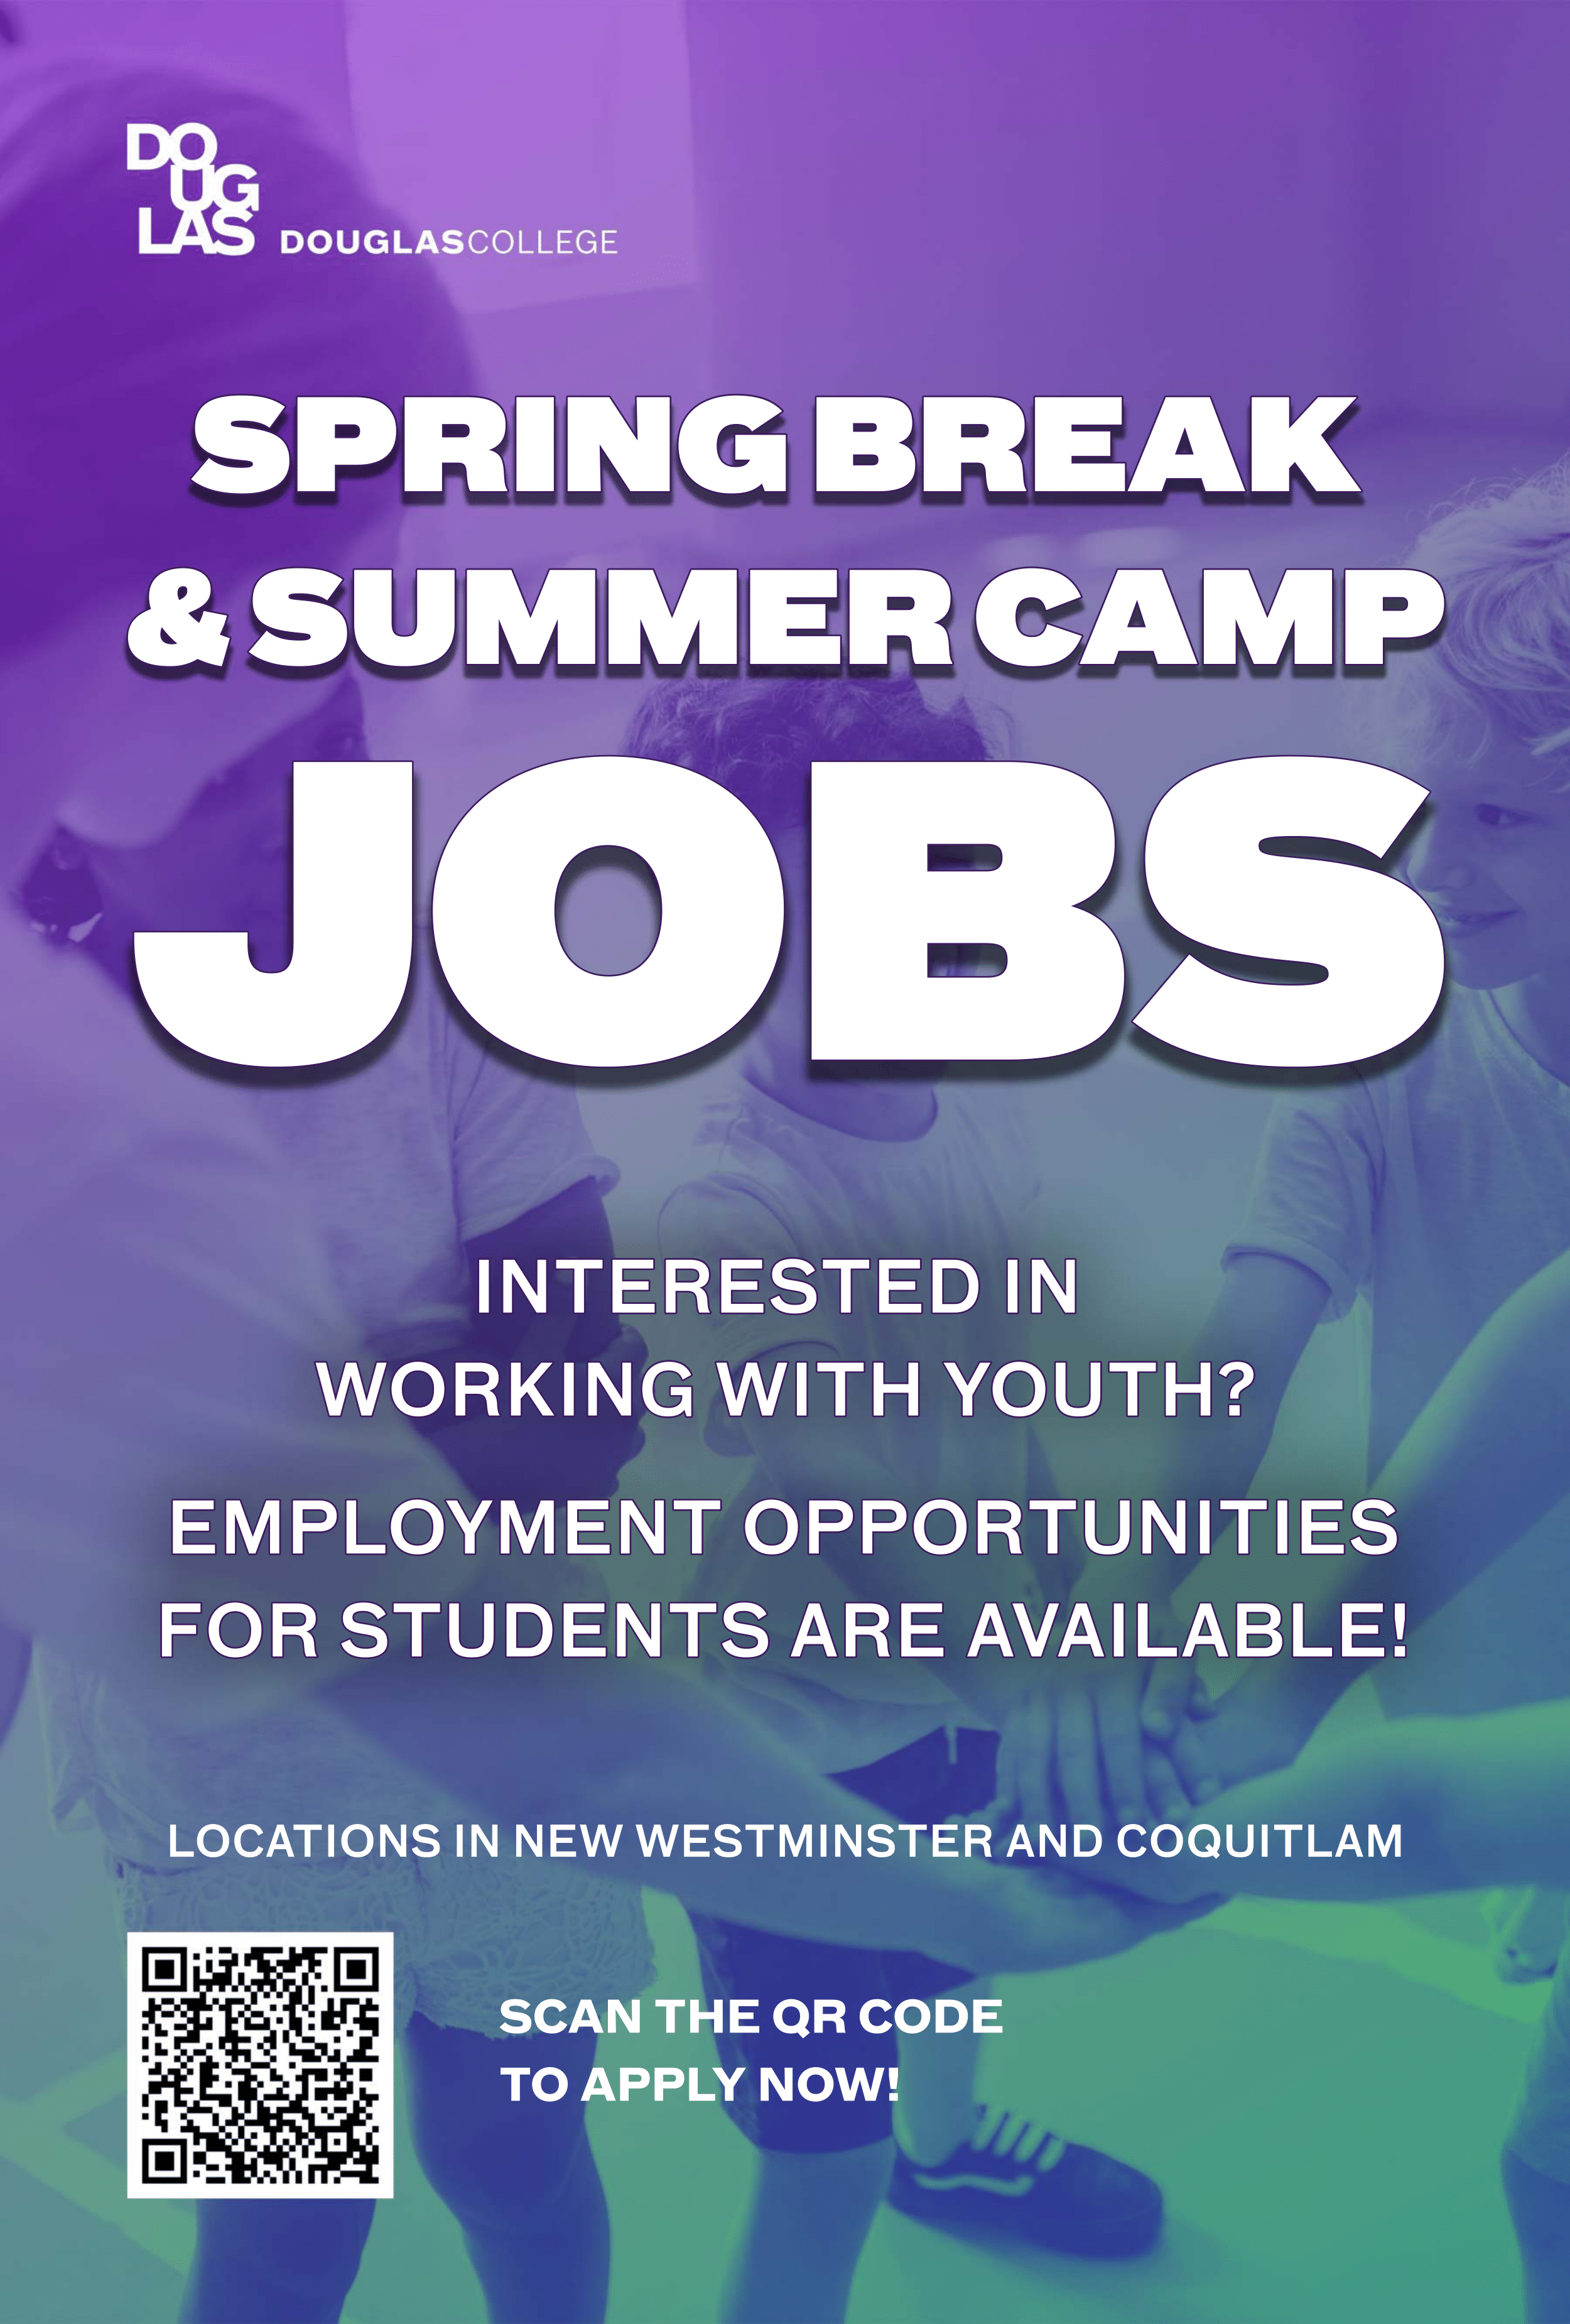 DO
UG
LAS
DOUGLASCOLLEGE
SPRING BREAK
& SUMMER CAMP
JOBS
INTERESTED IN
WORKING WITH YOUTH?
EMPLOYMENT OPPORTUNITIES
FOR STUDENTS ARE AVAILABLE!
LOCATIONS IN NEW WESTMINSTER AND COQUITLAM
SCAN THE QR CODE
TO APPLY NOW!